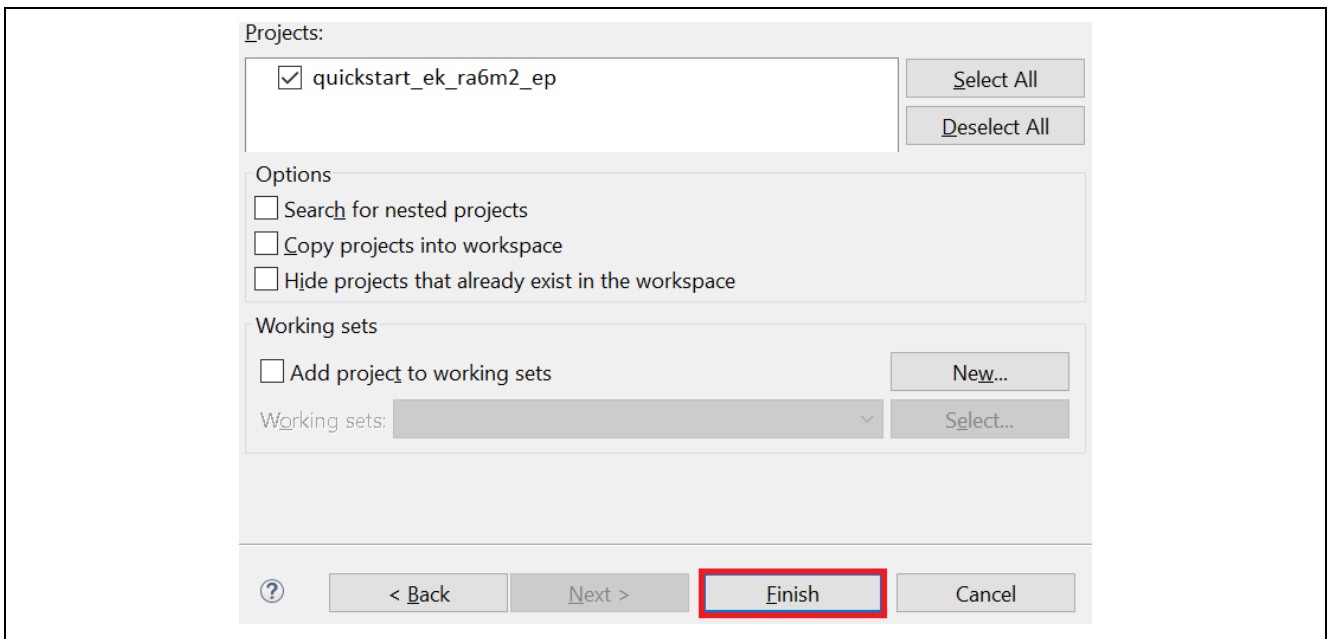 Projects:
quickstart_ek_ra6m2_ep
Select All
Deselect All
Options
Search for nested projects
Copy projects into workspace
Hide projects that already exist in the workspace
Working sets
Add project to working sets
New...
Working sets:
Select...
?
< Back
Next >
Finish
Cancel